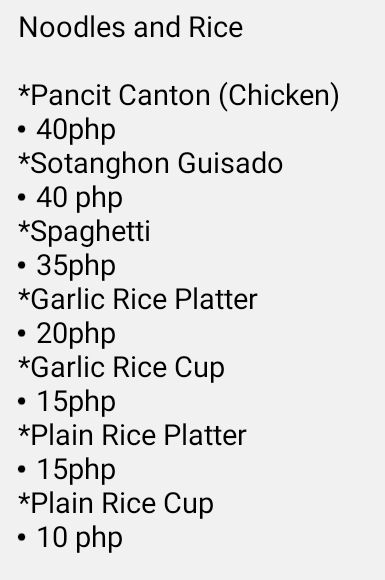 Noodles and Rice
*Pancit Canton (Chicken)
• 40php
*Sotanghon Guisado
• 40 php
*Spaghetti
• 35php
*Garlic Rice Platter
• 20php
*Garlic Rice Cup
• 15php
*Plain Rice Platter
• 15php
*Plain Rice Cup
• 10 php